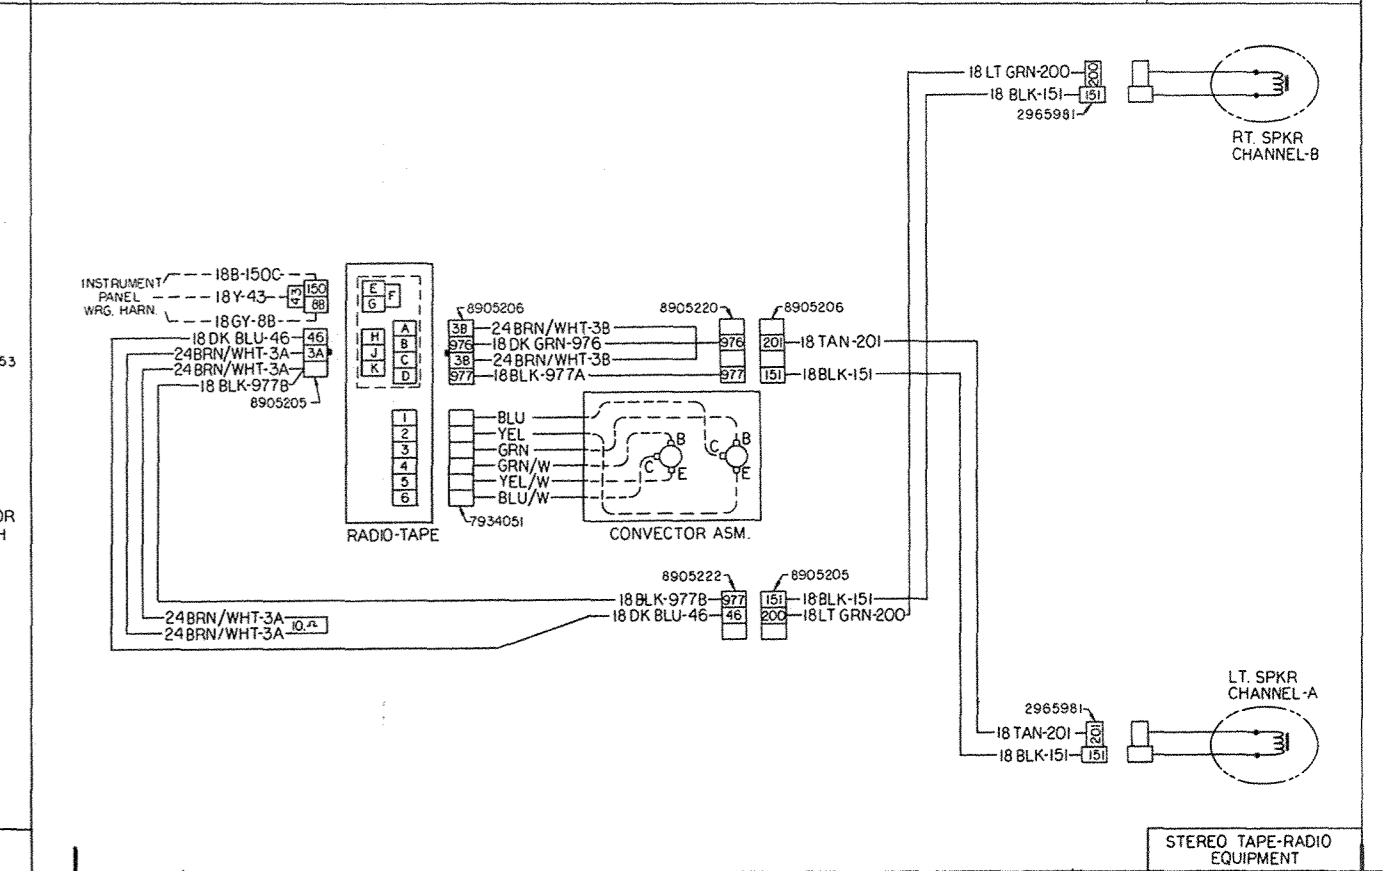 18 LT GRN-200
200
18 BLK-151
151
2965981
RT. SPKR
CHANNEL-B
INSTRUMENT
PANEL
WRG. HARN.
18B-150C
18Y-43
18GY-8B
43
150
8B
18 DK BLU-46
24BRN/WHT-3A
24BRN/WHT-3A
18 BLK-977B
46
3A
8905205
E
F
G
H
J
K
A
B
C
D
1
2
3
4
5
6
RADIO-TAPE
8905206
3B
976
3B
977
24 BRN/WHT-3B
18 DK GRN-976
24 BRN/WHT-3B
18BLK-977A
8905220
976
977
8905206
201
151
18 TAN-201
18BLK-151
BLU
YEL
GRN
GRN/W
YEL/W
BLU/W
7934051
B
C
E
B
C
E
CONVECTOR ASM.
8905222
8905205
18BLK-977B
977
151
18BLK-151
18 DK BLU-46
46
200
18LT GRN-200
24BRN/WHT-3A
24BRN/WHT-3A
10Ω
LT. SPKR
CHANNEL-A
2965981
18 TAN-201
201
18 BLK-151
151
53
OR
H
STEREO TAPE-RADIO
EQUIPMENT